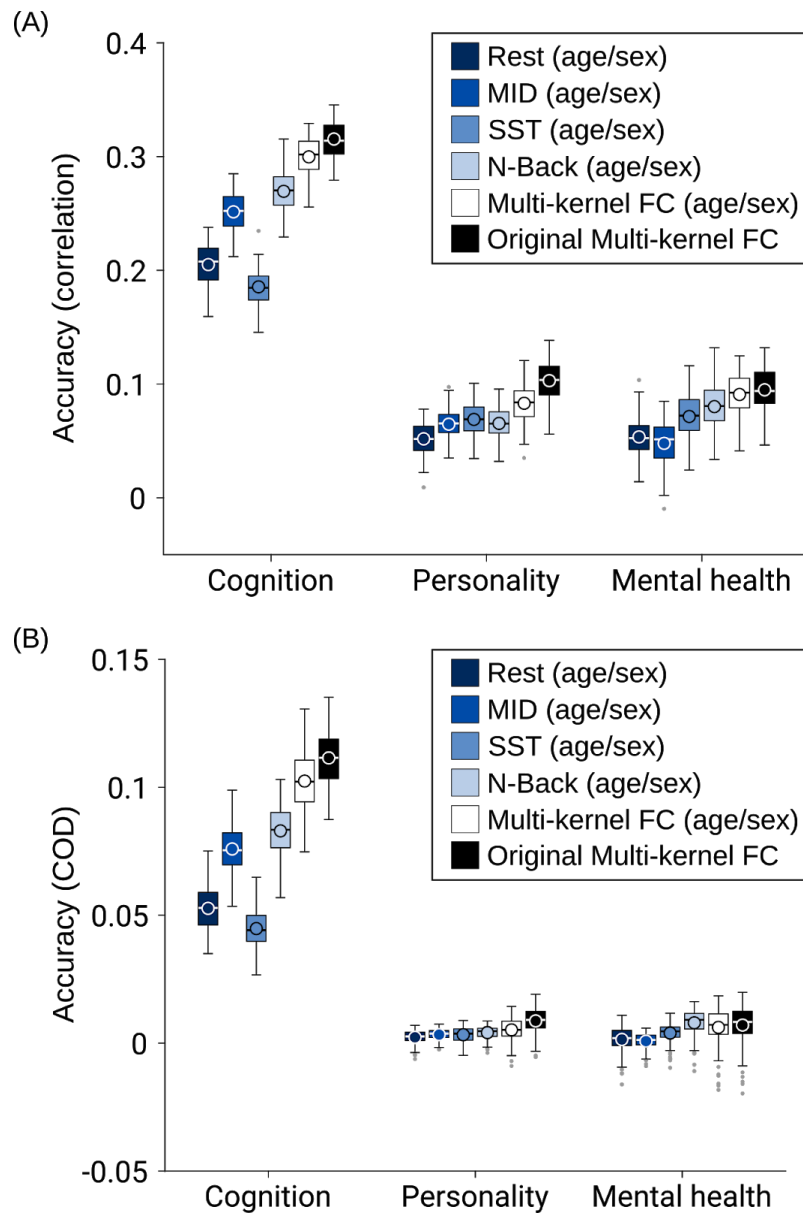 (A)
0.4
0.3
0.2
0.1
0
Accuracy (correlation)
Rest (age/sex)
MID (age/sex)
SST (age/sex)
N-Back (age/sex)
Multi-kernel FC (age/sex)
Original Multi-kernel FC
Cognition
Personality
Mental health
(B)
0.15
0.1
0.05
0
-0.05
Accuracy (COD)
Rest (age/sex)
MID (age/sex)
SST (age/sex)
N-Back (age/sex)
Multi-kernel FC (age/sex)
Original Multi-kernel FC
Cognition
Personality
Mental health